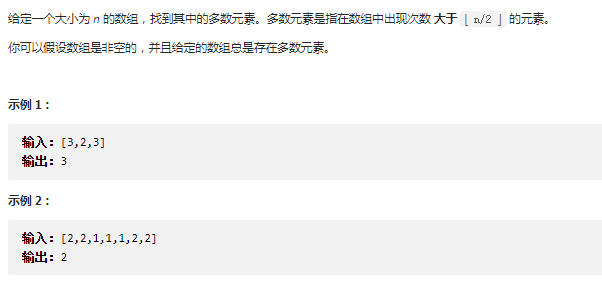 给定一个大小为 n 的数组，找到其中的多数元素。多数元素是指在数组中出现次数 大于 ⌊ n/2 ⌋ 的元素。
你可以假设数组是非空的，并且给定的数组总是存在多数元素。
示例 1：
输入：[3,2,3]
输出：3
示例 2：
输入：[2,2,1,1,1,2,2]
输出：2